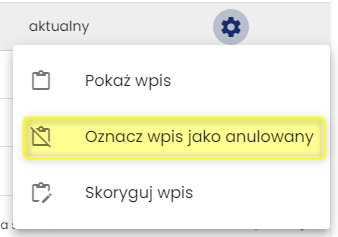 aktualny
Pokaż wpis
Oznacz wpis jako anulowany
Skoryguj wpis